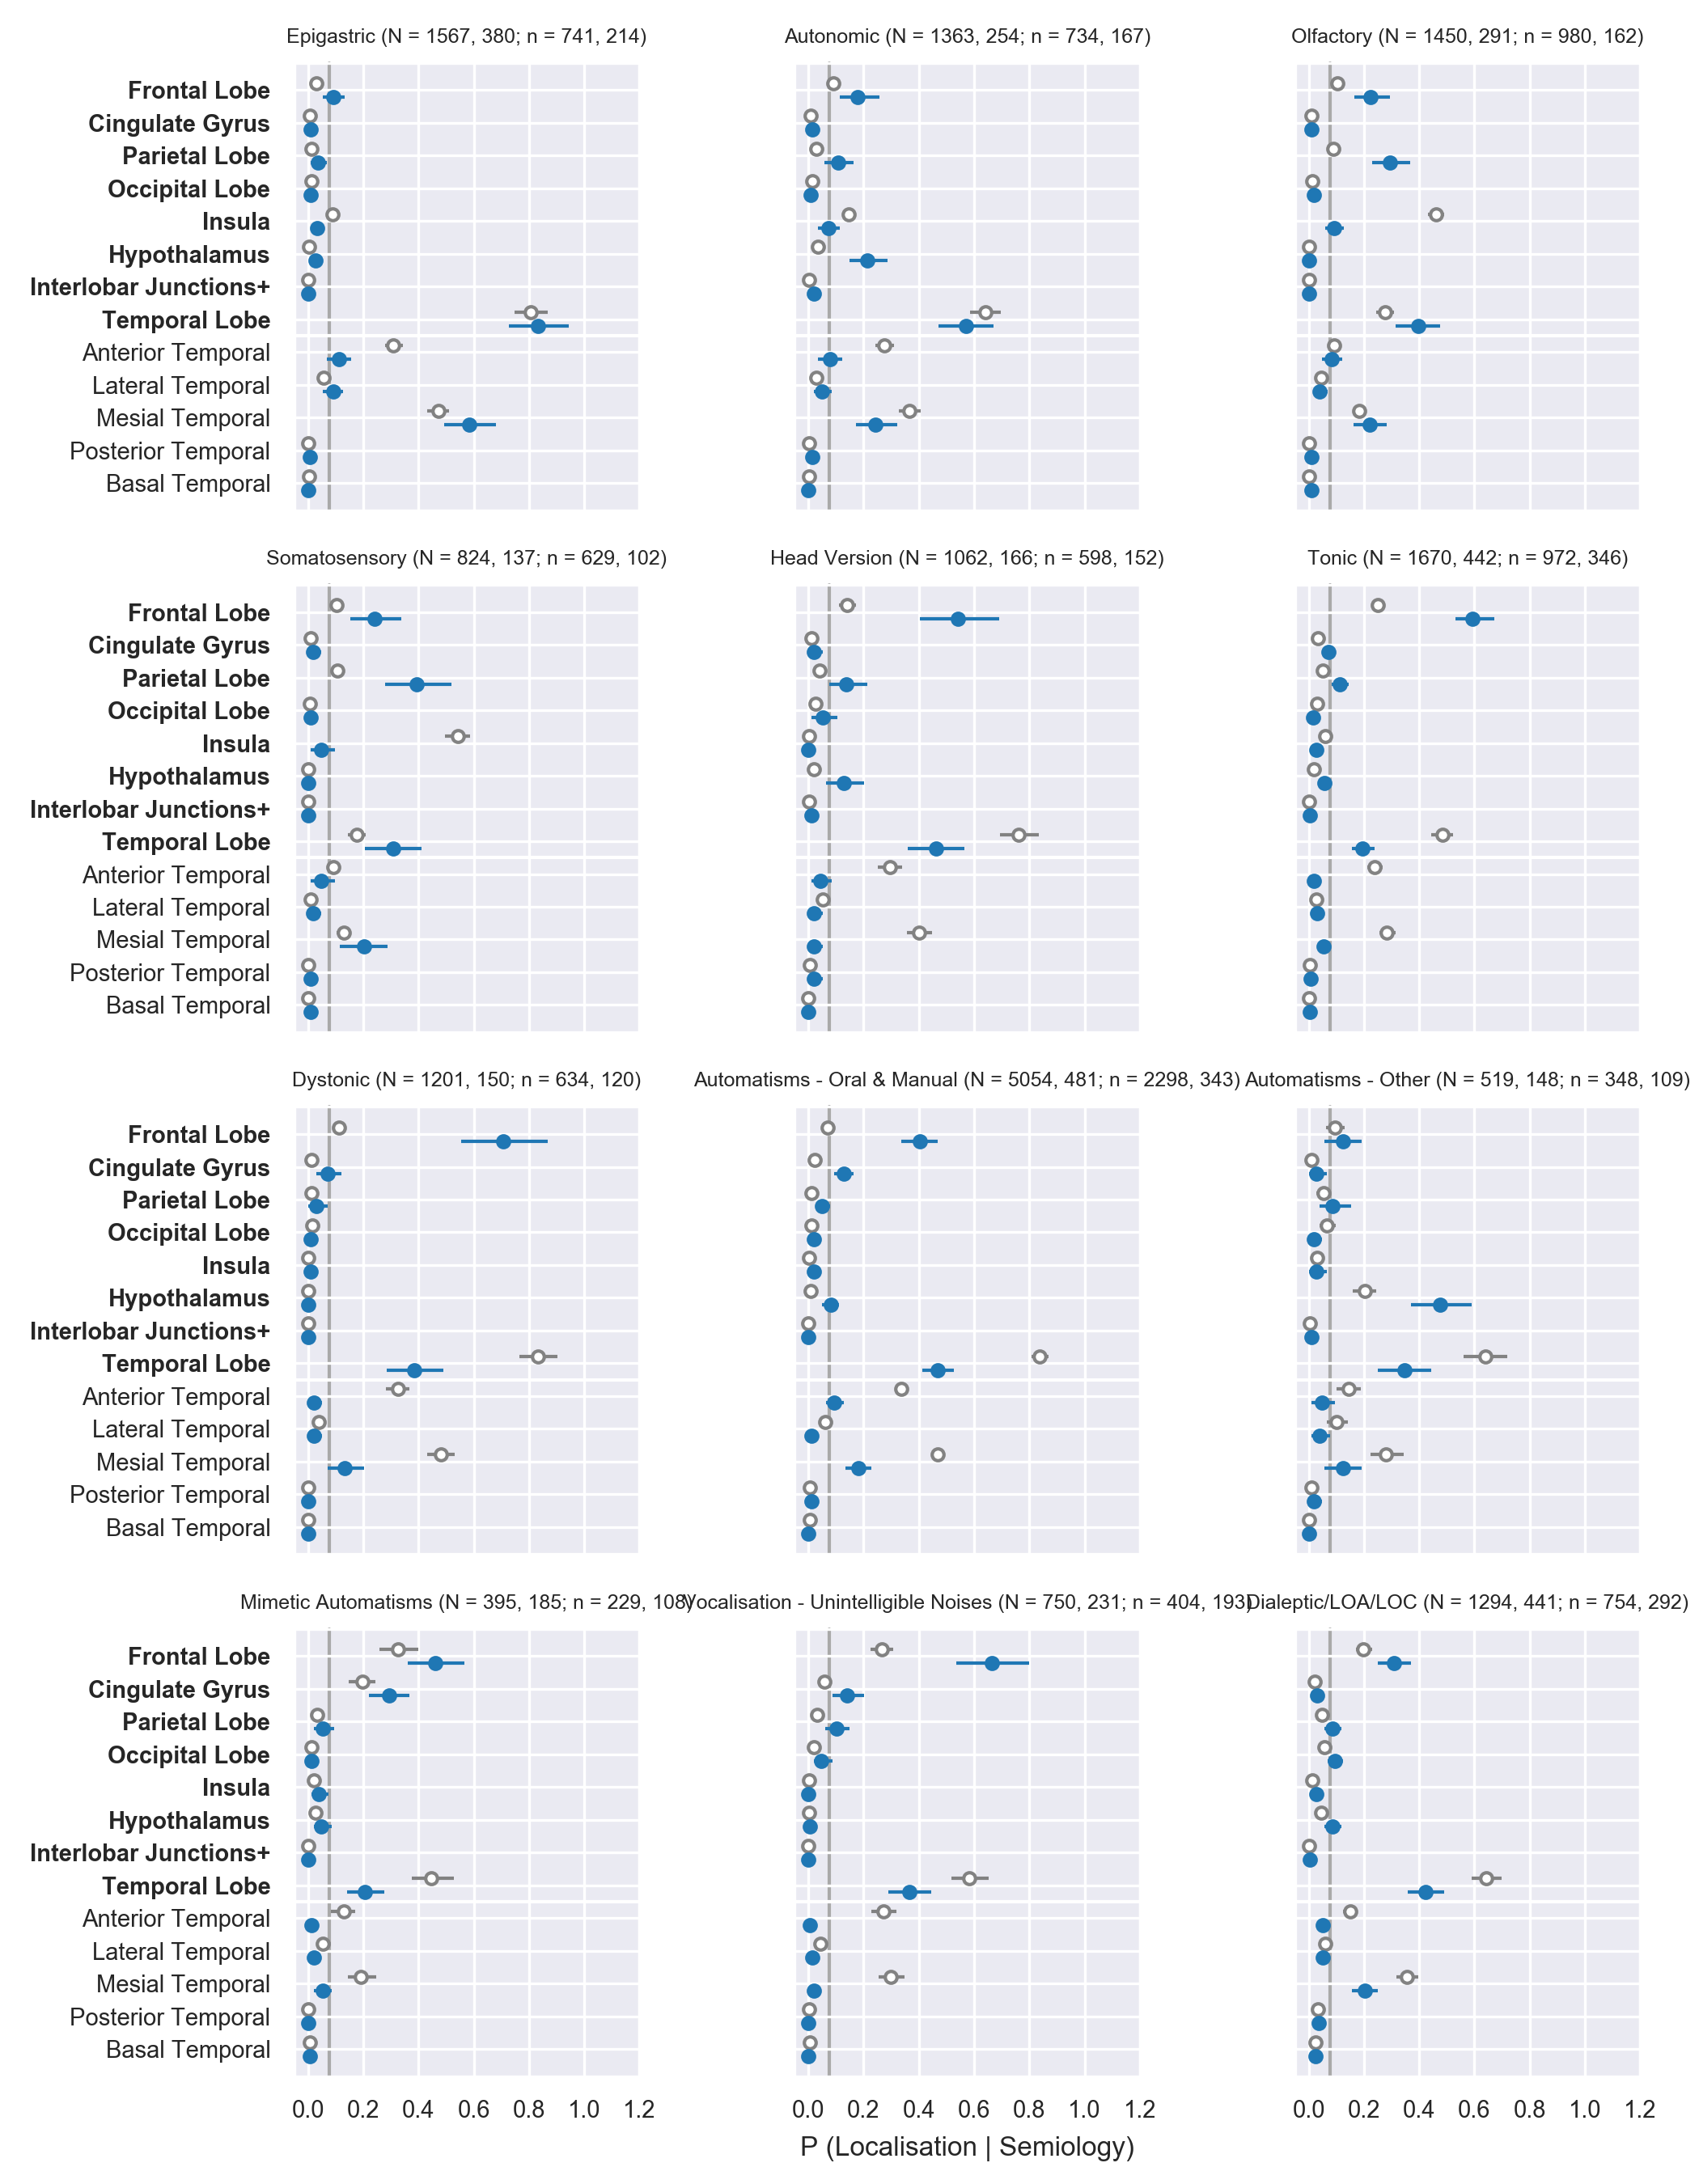 Epigastric (N = 1567, 380; n = 741, 214)
Autonomic (N = 1363, 254; n = 734, 167)
Olfactory (N = 1450, 291; n = 980, 162)
Frontal Lobe
Cingulate Gyrus
Parietal Lobe
Occipital Lobe
Insula
Hypothalamus
Interlobar Junctions+
Temporal Lobe
Anterior Temporal
Lateral Temporal
Mesial Temporal
Posterior Temporal
Basal Temporal
Somatosensory (N = 824, 137; n = 629, 102)
Head Version (N = 1062, 166; n = 598, 152)
Tonic (N = 1670, 442; n = 972, 346)
Frontal Lobe
Cingulate Gyrus
Parietal Lobe
Occipital Lobe
Insula
Hypothalamus
Interlobar Junctions+
Temporal Lobe
Anterior Temporal
Lateral Temporal
Mesial Temporal
Posterior Temporal
Basal Temporal
Dystonic (N = 1201, 150; n = 634, 120)
Automatisms - Oral & Manual (N = 5054, 481; n = 2298, 343)
Automatisms - Other (N = 519, 148; n = 348, 109)
Frontal Lobe
Cingulate Gyrus
Parietal Lobe
Occipital Lobe
Insula
Hypothalamus
Interlobar Junctions+
Temporal Lobe
Anterior Temporal
Lateral Temporal
Mesial Temporal
Posterior Temporal
Basal Temporal
Mimetic Automatisms (N = 395, 185; n = 229, 108)
Vocalisation - Unintelligible Noises (N = 750, 231; n = 404, 193)
Dialeptic/LOA/LOC (N = 1294, 441; n = 754, 292)
Frontal Lobe
Cingulate Gyrus
Parietal Lobe
Occipital Lobe
Insula
Hypothalamus
Interlobar Junctions+
Temporal Lobe
Anterior Temporal
Lateral Temporal
Mesial Temporal
Posterior Temporal
Basal Temporal
0.0 0.2 0.4 0.6 0.8 1.0 1.2
0.0 0.2 0.4 0.6 0.8 1.0 1.2
0.0 0.2 0.4 0.6 0.8 1.0 1.2
P (Localisation | Semiology)